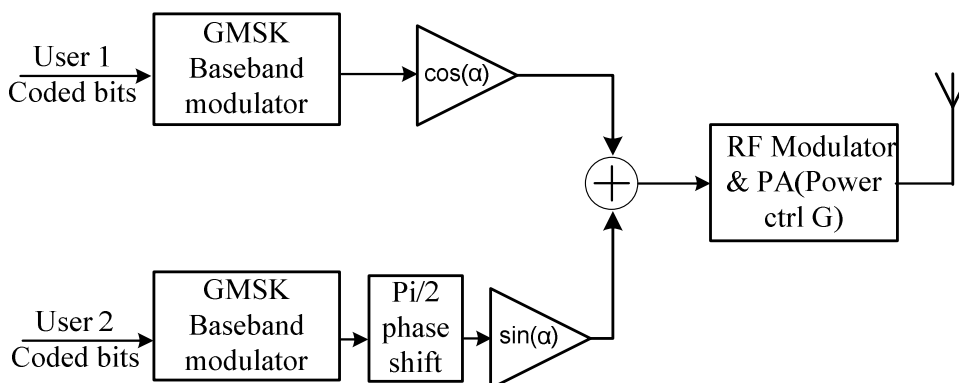 User 1
Coded bits
GMSK
Baseband
modulator
cos(α)
RF Modulator
& PA(Power
ctrl G)
User 2
Coded bits
GMSK
Baseband
modulator
Pi/2
phase
shift
sin(α)